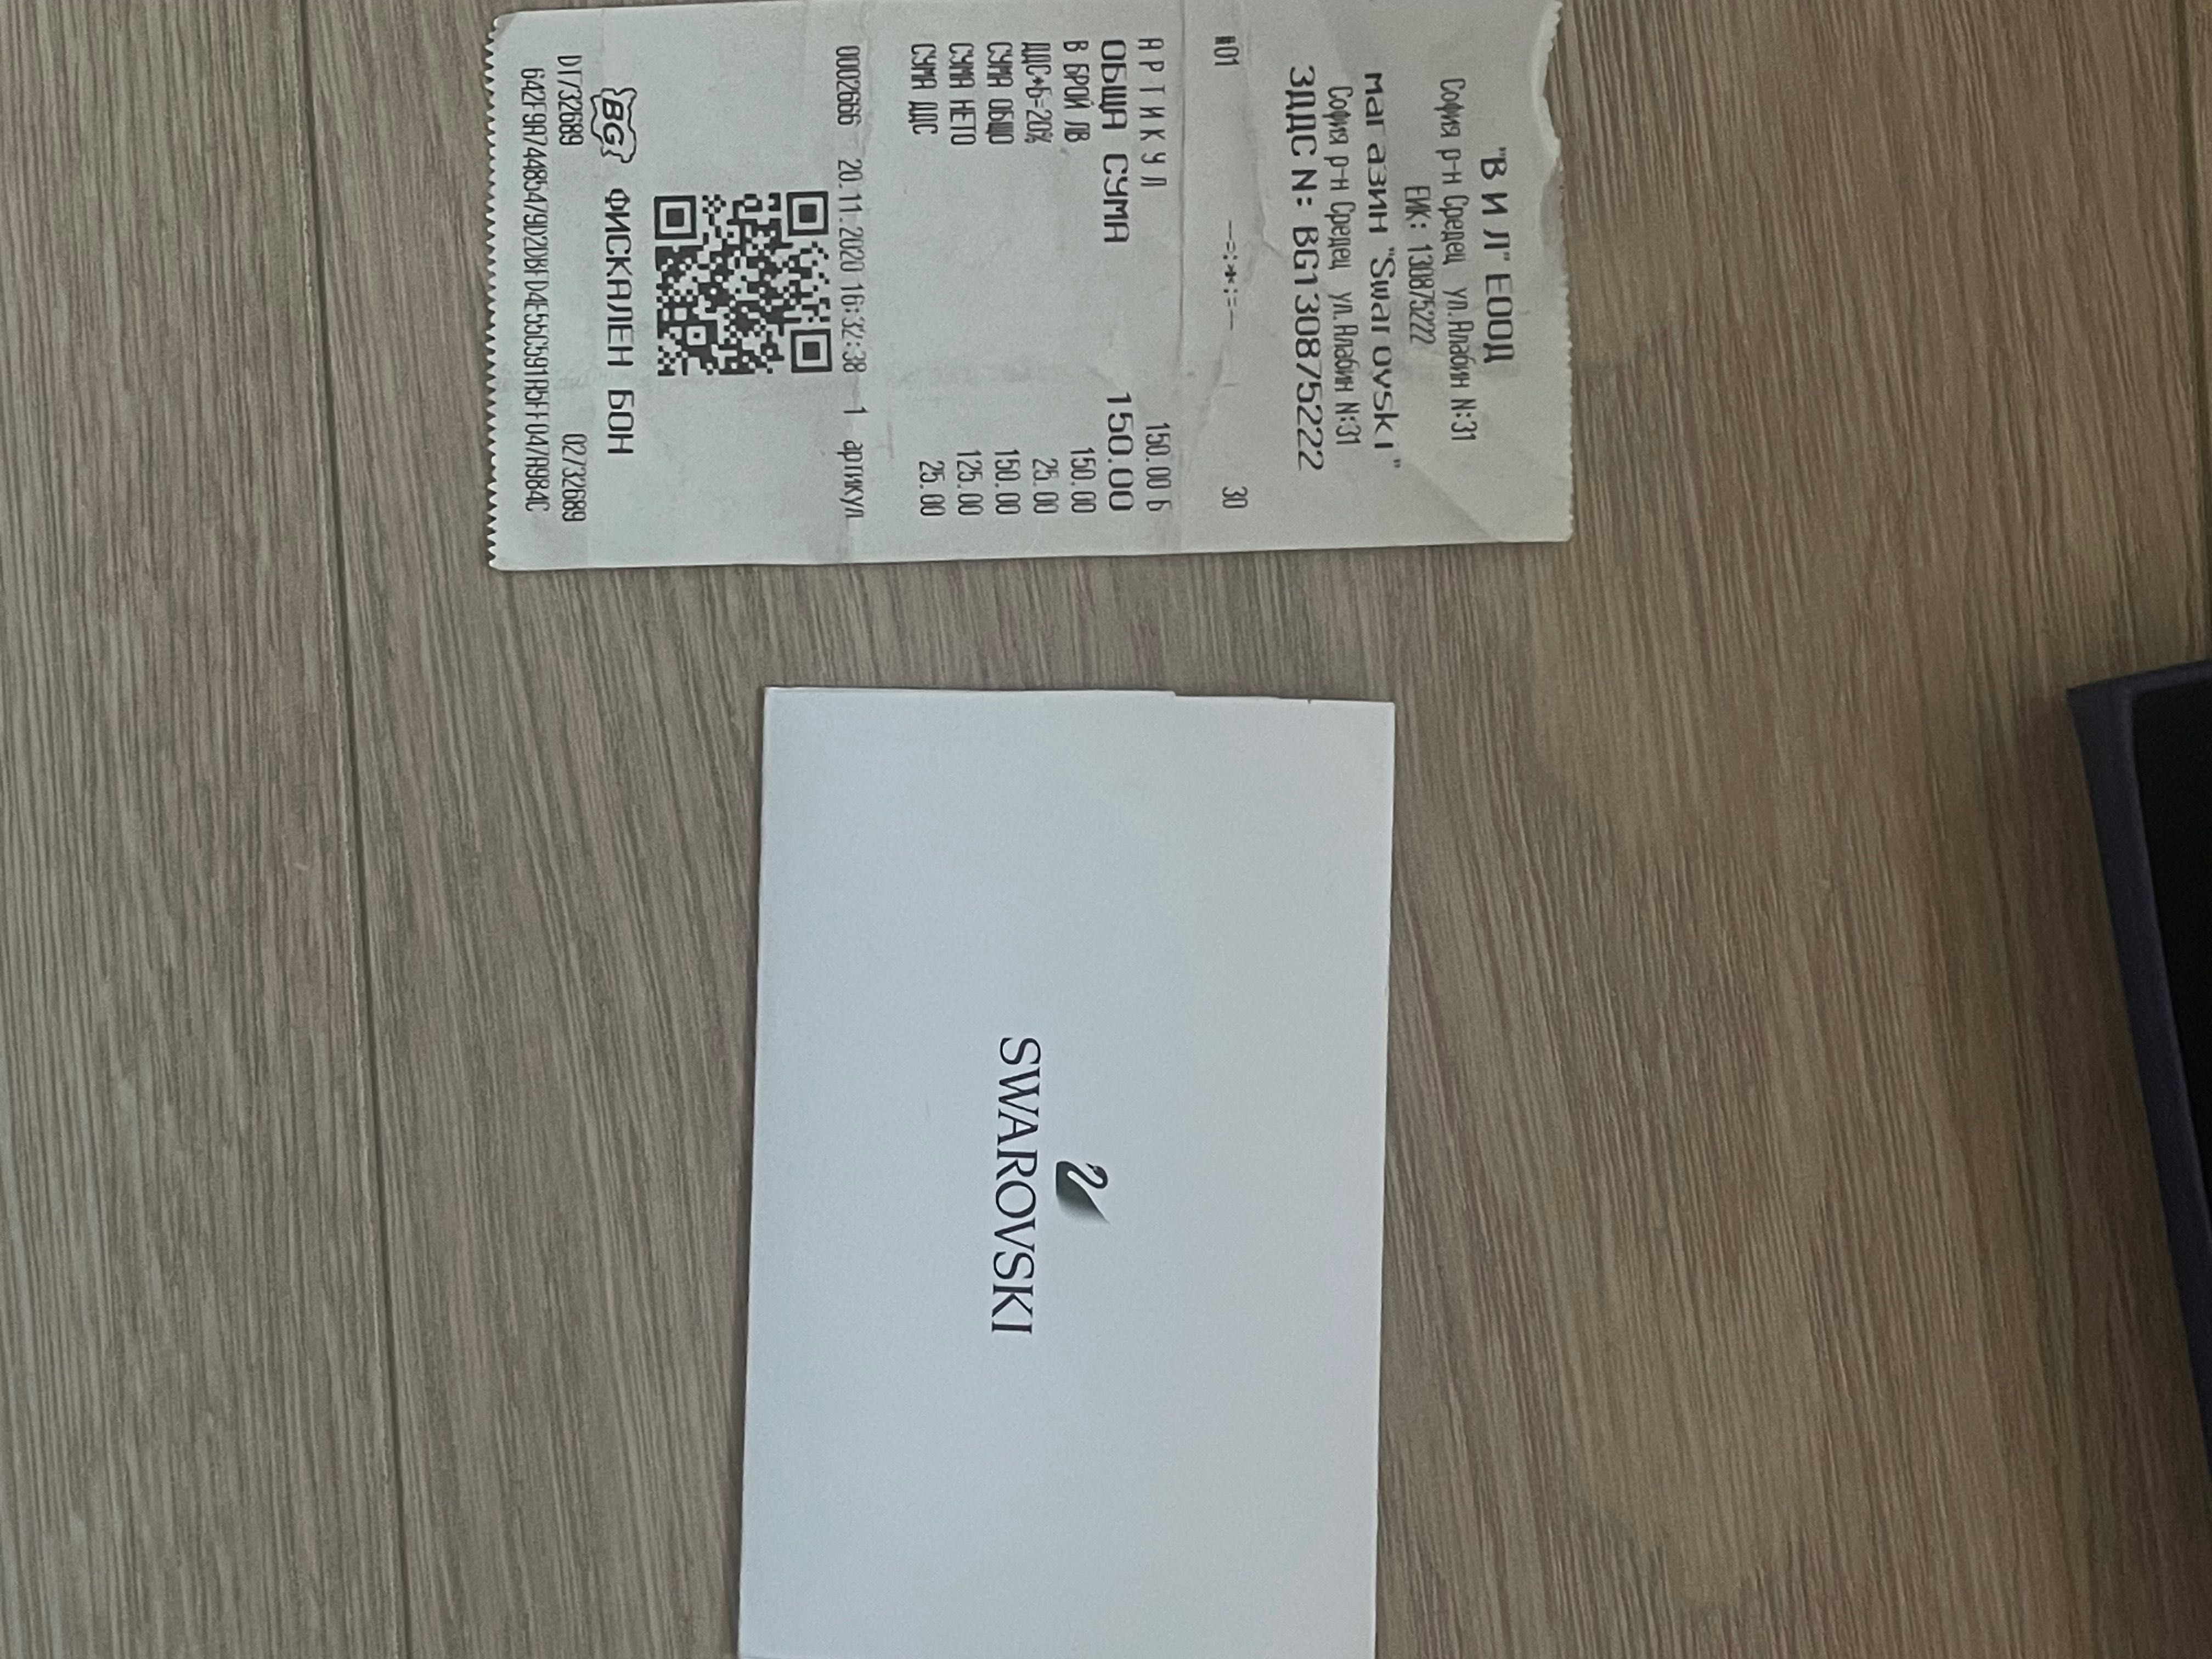 "В И Л" ЕООД
София р-н Средец ул.Алабин N:31
ЕИК: 130875222
магазин "Swarovski"
София р-н Средец ул.Алабин N:31
ЗДДС N: BG130875222
#01 —=:*:=— 30
А Р Т И К У Л 150.00 Б
ОБЩА СУМА 150.00
В БРОЙ ЛВ 150.00
ДДС*Б=20% 25.00
СУМА ОБЩО 150.00
СУМА НЕТО 125.00
СУМА ДДС 25.00
0002666 20.11.2020 16:32:38 1 артикул
BG ФИСКАЛЕН БОН
DT732689 02732689
SWAROVSKI